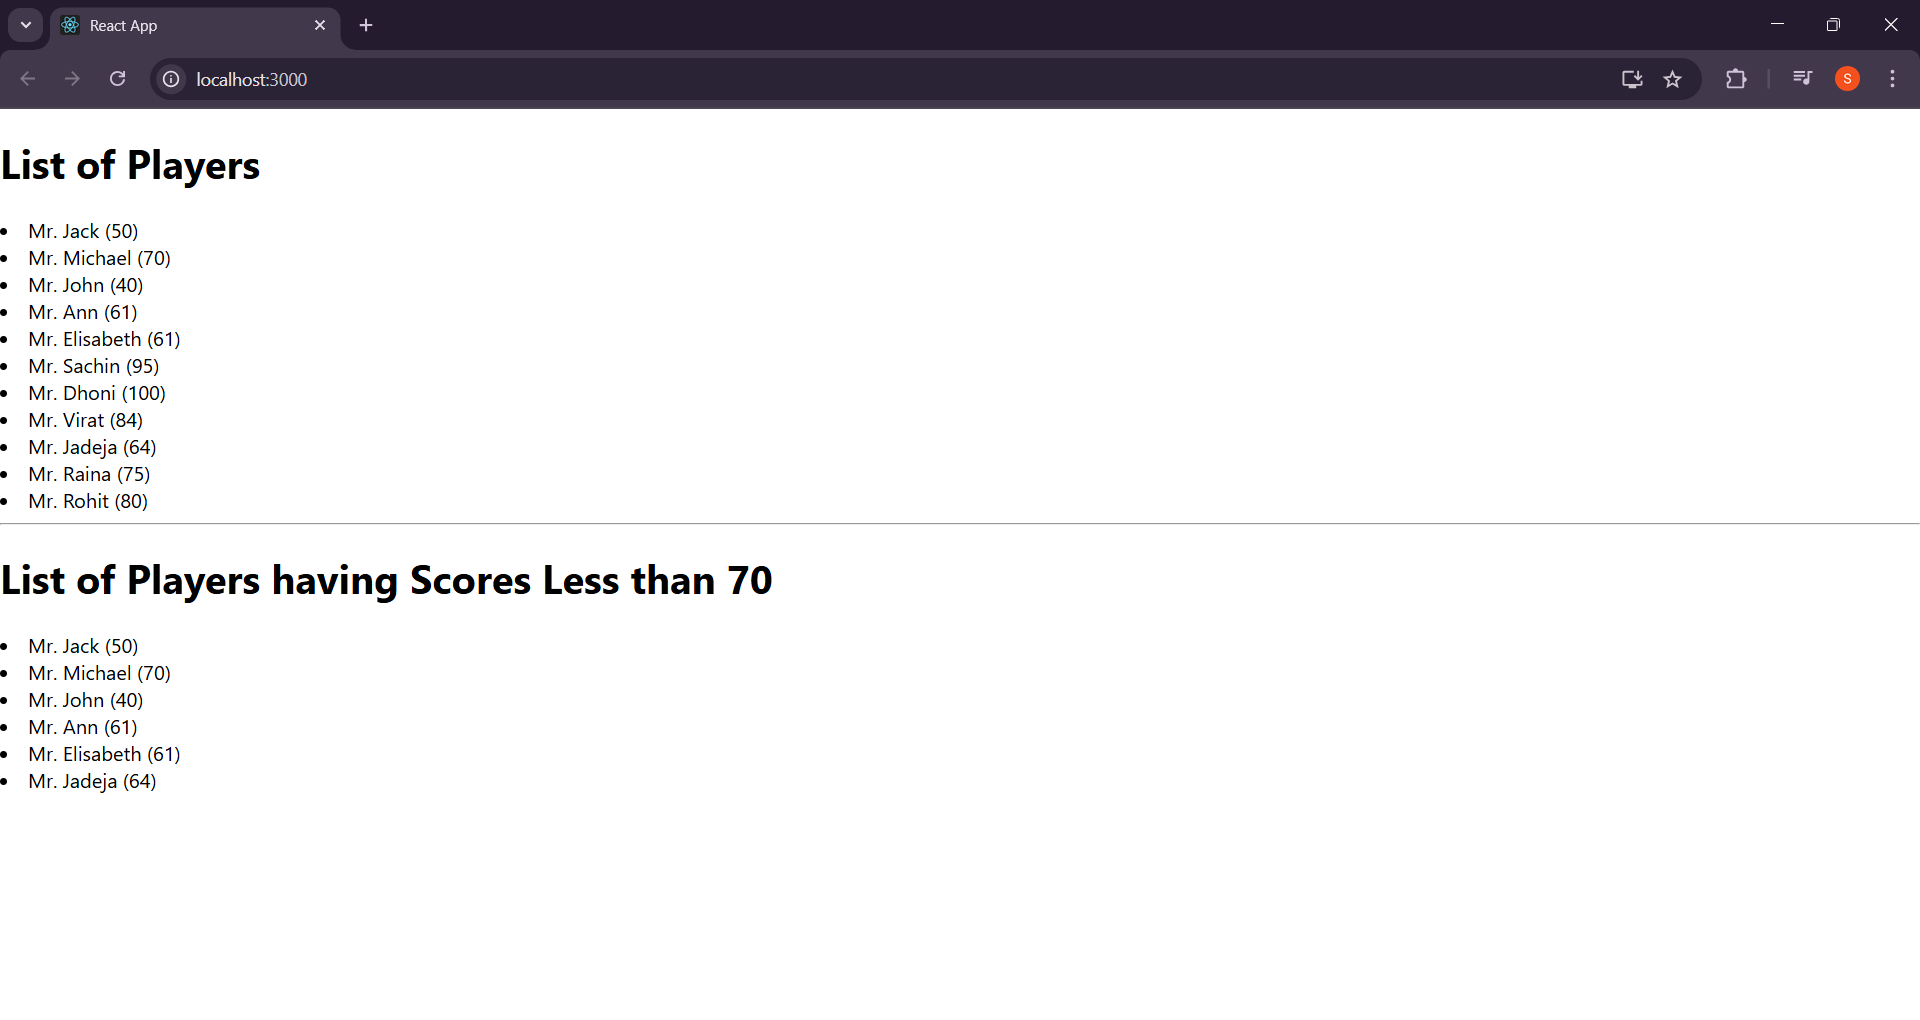 React App
localhost:3000
S
List of Players
Mr. Jack (50)
Mr. Michael (70)
Mr. John (40)
Mr. Ann (61)
Mr. Elisabeth (61)
Mr. Sachin (95)
Mr. Dhoni (100)
Mr. Virat (84)
Mr. Jadeja (64)
Mr. Raina (75)
Mr. Rohit (80)
List of Players having Scores Less than 70
Mr. Jack (50)
Mr. Michael (70)
Mr. John (40)
Mr. Ann (61)
Mr. Elisabeth (61)
Mr. Jadeja (64)